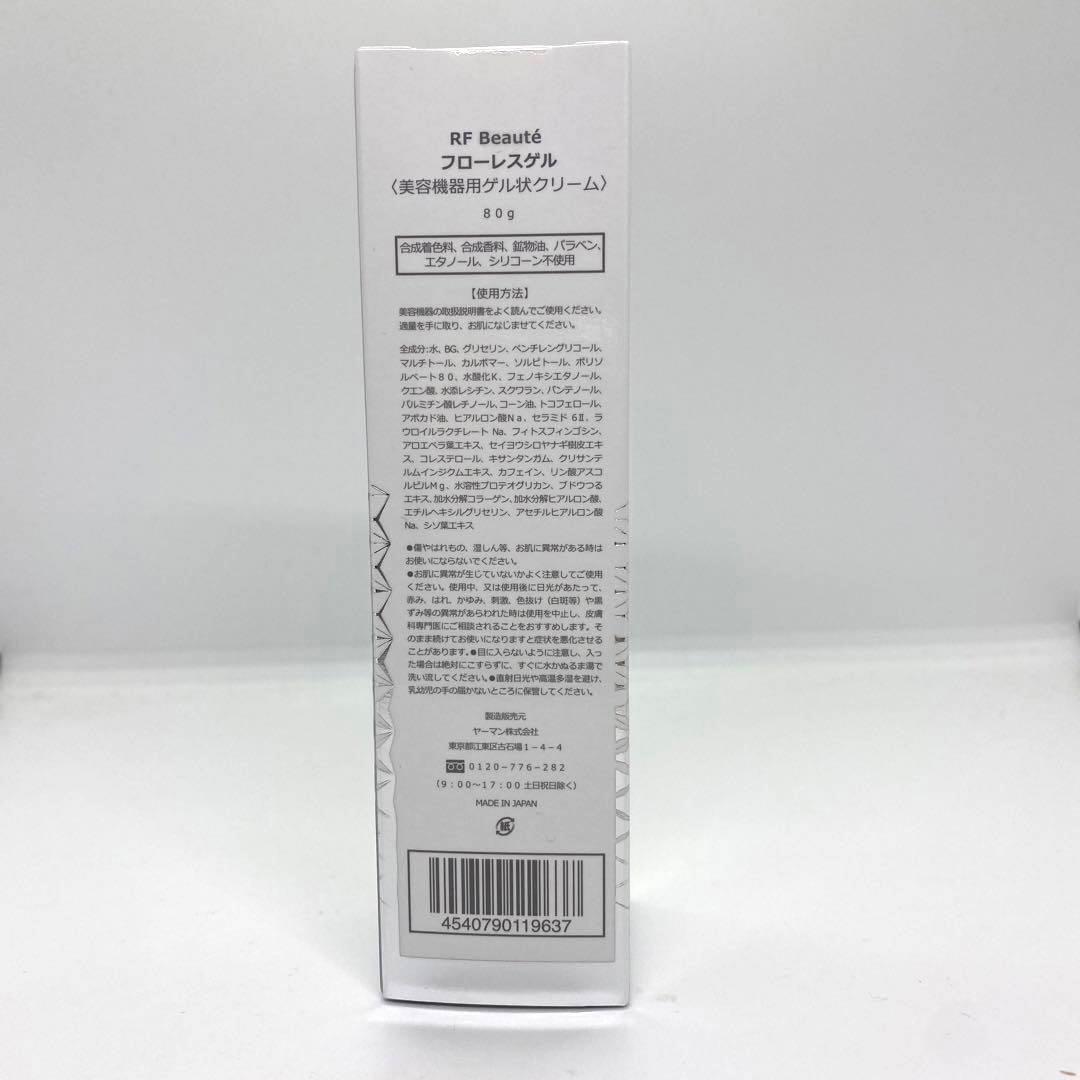 RF Beauté
フローレスゲル
〈美容機器用ゲル状クリーム〉
80g
合成着色料、合成香料、鉱物油、パラベン、
エタノール、シリコーン不使用
【使用方法】
美容機器の取扱説明書をよく読んでご使用ください。
適量を手に取り、お肌になじませてください。
全成分:水、BG、グリセリン、ペンチレングリコール、
マルチトール、カルボマー、ソルビトール、ポリソ
ルベート80、水酸化K、フェノキシエタノール、
クエン酸、水添レシチン、スクワラン、パンテノール、
パルミチン酸レチノール、コーン油、トコフェロール、
アボカド油、ヒアルロン酸Na、セラミド 6Ⅱ、ラ
ウロイルラクチレート Na、フィトスフィンゴシン、
アロエベラ葉エキス、セイヨウシロヤナギ樹皮エキ
ス、コレステロール、キサンタンガム、クリサンテ
ルムインジクムエキス、カフェイン、リン酸アスコ
ルビルMg、水溶性プロテオグリカン、ブドウつる
エキス、加水分解コラーゲン、加水分解ヒアルロン酸、
エチルヘキシルグリセリン、アセチルヒアルロン酸
Na、シソ葉エキス
●傷やはれもの、湿しん等、お肌に異常がある時は
お使いにならないでください。
●お肌に異常が生じていないかよく注意してご使用
ください。使用中、又は使用後に日光があたって、
赤み、はれ、かゆみ、刺激、色抜け（白斑等）や黒
ずみ等の異常があらわれた時は使用を中止し、皮膚
科専門医にご相談されることをおすすめします。そ
のまま続けてお使いになりますと症状を悪化させる
ことがあります。●目に入らないように注意し、入っ
た場合は絶対にこすらずに、すぐに水かぬるま湯で
洗い流してください。●直射日光や高温多湿を避け、
乳幼児の手の届かないところに保管してください。
製造販売元
ヤーマン株式会社
東京都江東区古石場1－4－4
0120－776－282
（9：00～17：00 土日祝日除く）
MADE IN JAPAN
紙
4540790119637